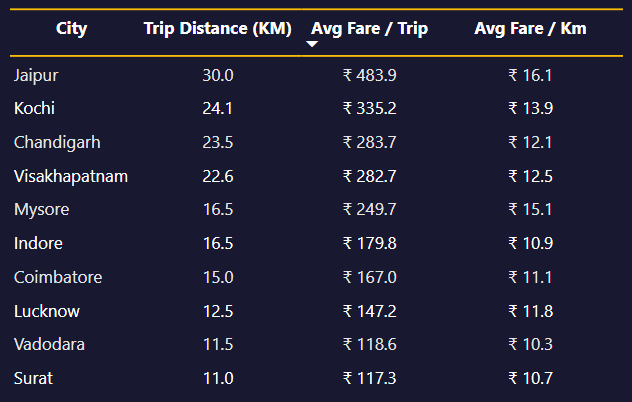 City Trip Distance (KM) Avg Fare / Trip Avg Fare / Km
Jaipur 30.0 ₹ 483.9 ₹ 16.1
Kochi 24.1 ₹ 335.2 ₹ 13.9
Chandigarh 23.5 ₹ 283.7 ₹ 12.1
Visakhapatnam 22.6 ₹ 282.7 ₹ 12.5
Mysore 16.5 ₹ 249.7 ₹ 15.1
Indore 16.5 ₹ 179.8 ₹ 10.9
Coimbatore 15.0 ₹ 167.0 ₹ 11.1
Lucknow 12.5 ₹ 147.2 ₹ 11.8
Vadodara 11.5 ₹ 118.6 ₹ 10.3
Surat 11.0 ₹ 117.3 ₹ 10.7